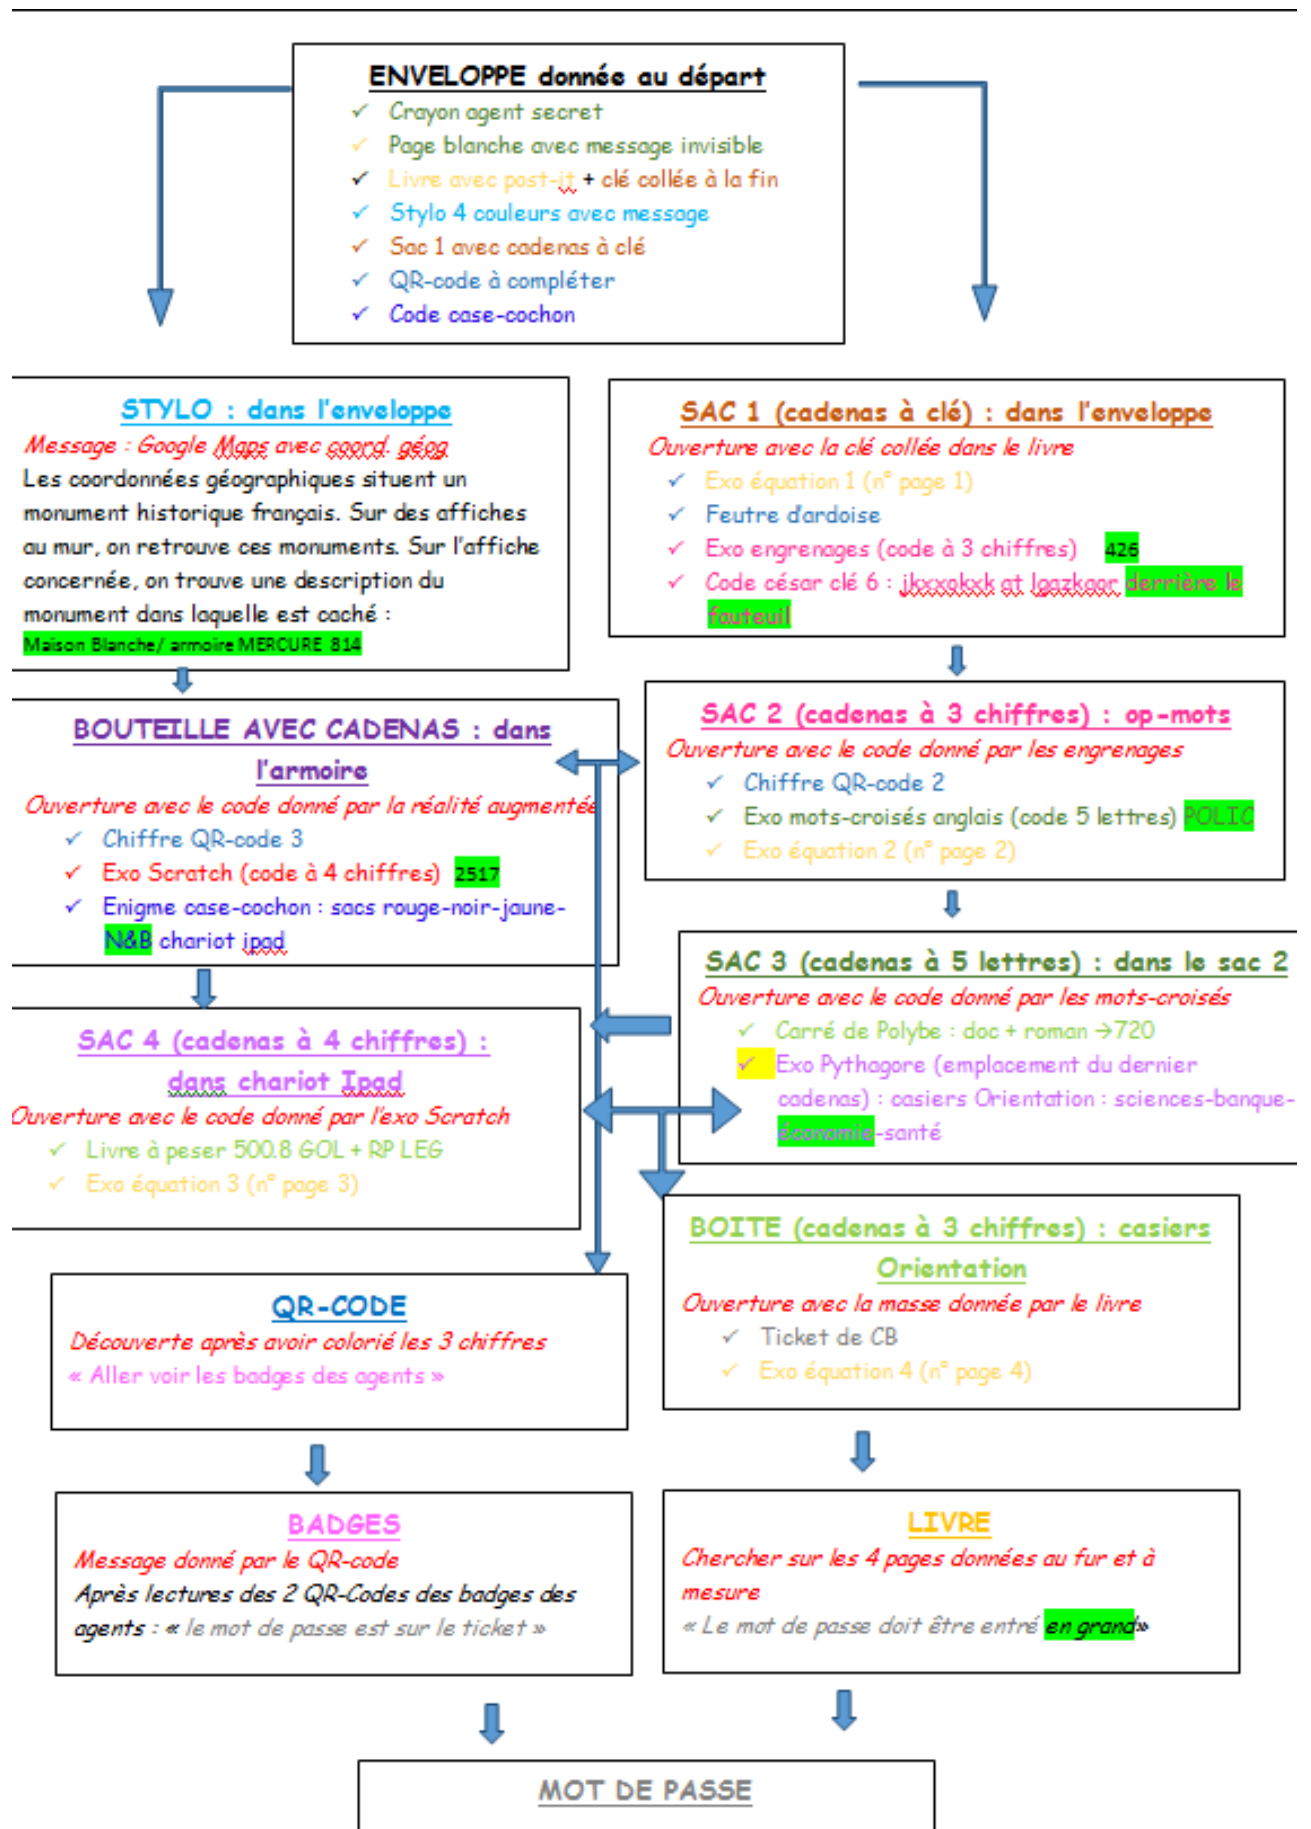 ENVELOPPE donnée au départ
Crayon agent secret
Page blanche avec message invisible
Livre avec post-it + clé collée à la fin
Stylo 4 couleurs avec message
Sac 1 avec cadenas à clé
QR-code à compléter
Code case-cochon
STYLO : dans l'enveloppe
Message : Google Maps avec coord. géog
Les coordonnées géographiques situent un
monument historique français. Sur des affiches
au mur, on retrouve ces monuments. Sur l'affiche
concernée, on trouve une description du
monument dans laquelle est caché :
Maison Blanche/ armoire MERCURE 814
SAC 1 (cadenas à clé) : dans l'enveloppe
Ouverture avec la clé collée dans le livre
Exo équation 1 (n° page 1)
Feutre d'ardoise
Exo engrenages (code à 3 chiffres) 426
Code césar clé 6 : jkxxokxk at lgazkaor derrière le
fauteuil
BOUTEILLE AVEC CADENAS : dans
l'armoire
Ouverture avec le code donné par la réalité augmentée
Chiffre QR-code 3
Exo Scratch (code à 4 chiffres) 2517
Enigme case-cochon : sacs rouge-noir-jaune-
N&B chariot ipad
SAC 2 (cadenas à 3 chiffres) : op-mots
Ouverture avec le code donné par les engrenages
Chiffre QR-code 2
Exo mots-croisés anglais (code 5 lettres) POLIC
Exo équation 2 (n° page 2)
SAC 3 (cadenas à 5 lettres) : dans le sac 2
Ouverture avec le code donné par les mots-croisés
Carré de Polybe : doc + roman →720
Exo Pythagore (emplacement du dernier
cadenas) : casiers Orientation : sciences-banque-
économie-santé
SAC 4 (cadenas à 4 chiffres) :
dans chariot Ipad
Ouverture avec le code donné par l'exo Scratch
Livre à peser 500.8 GOL + RP LEG
Exo équation 3 (n° page 3)
BOITE (cadenas à 3 chiffres) : casiers
Orientation
Ouverture avec la masse donnée par le livre
Ticket de CB
Exo équation 4 (n° page 4)
QR-CODE
Découverte après avoir colorié les 3 chiffres
« Aller voir les badges des agents »
BADGES
Message donné par le QR-code
Après lectures des 2 QR-Codes des badges des
agents : « le mot de passe est sur le ticket »
LIVRE
Chercher sur les 4 pages données au fur et à
mesure
« Le mot de passe doit être entré en grand»
MOT DE PASSE